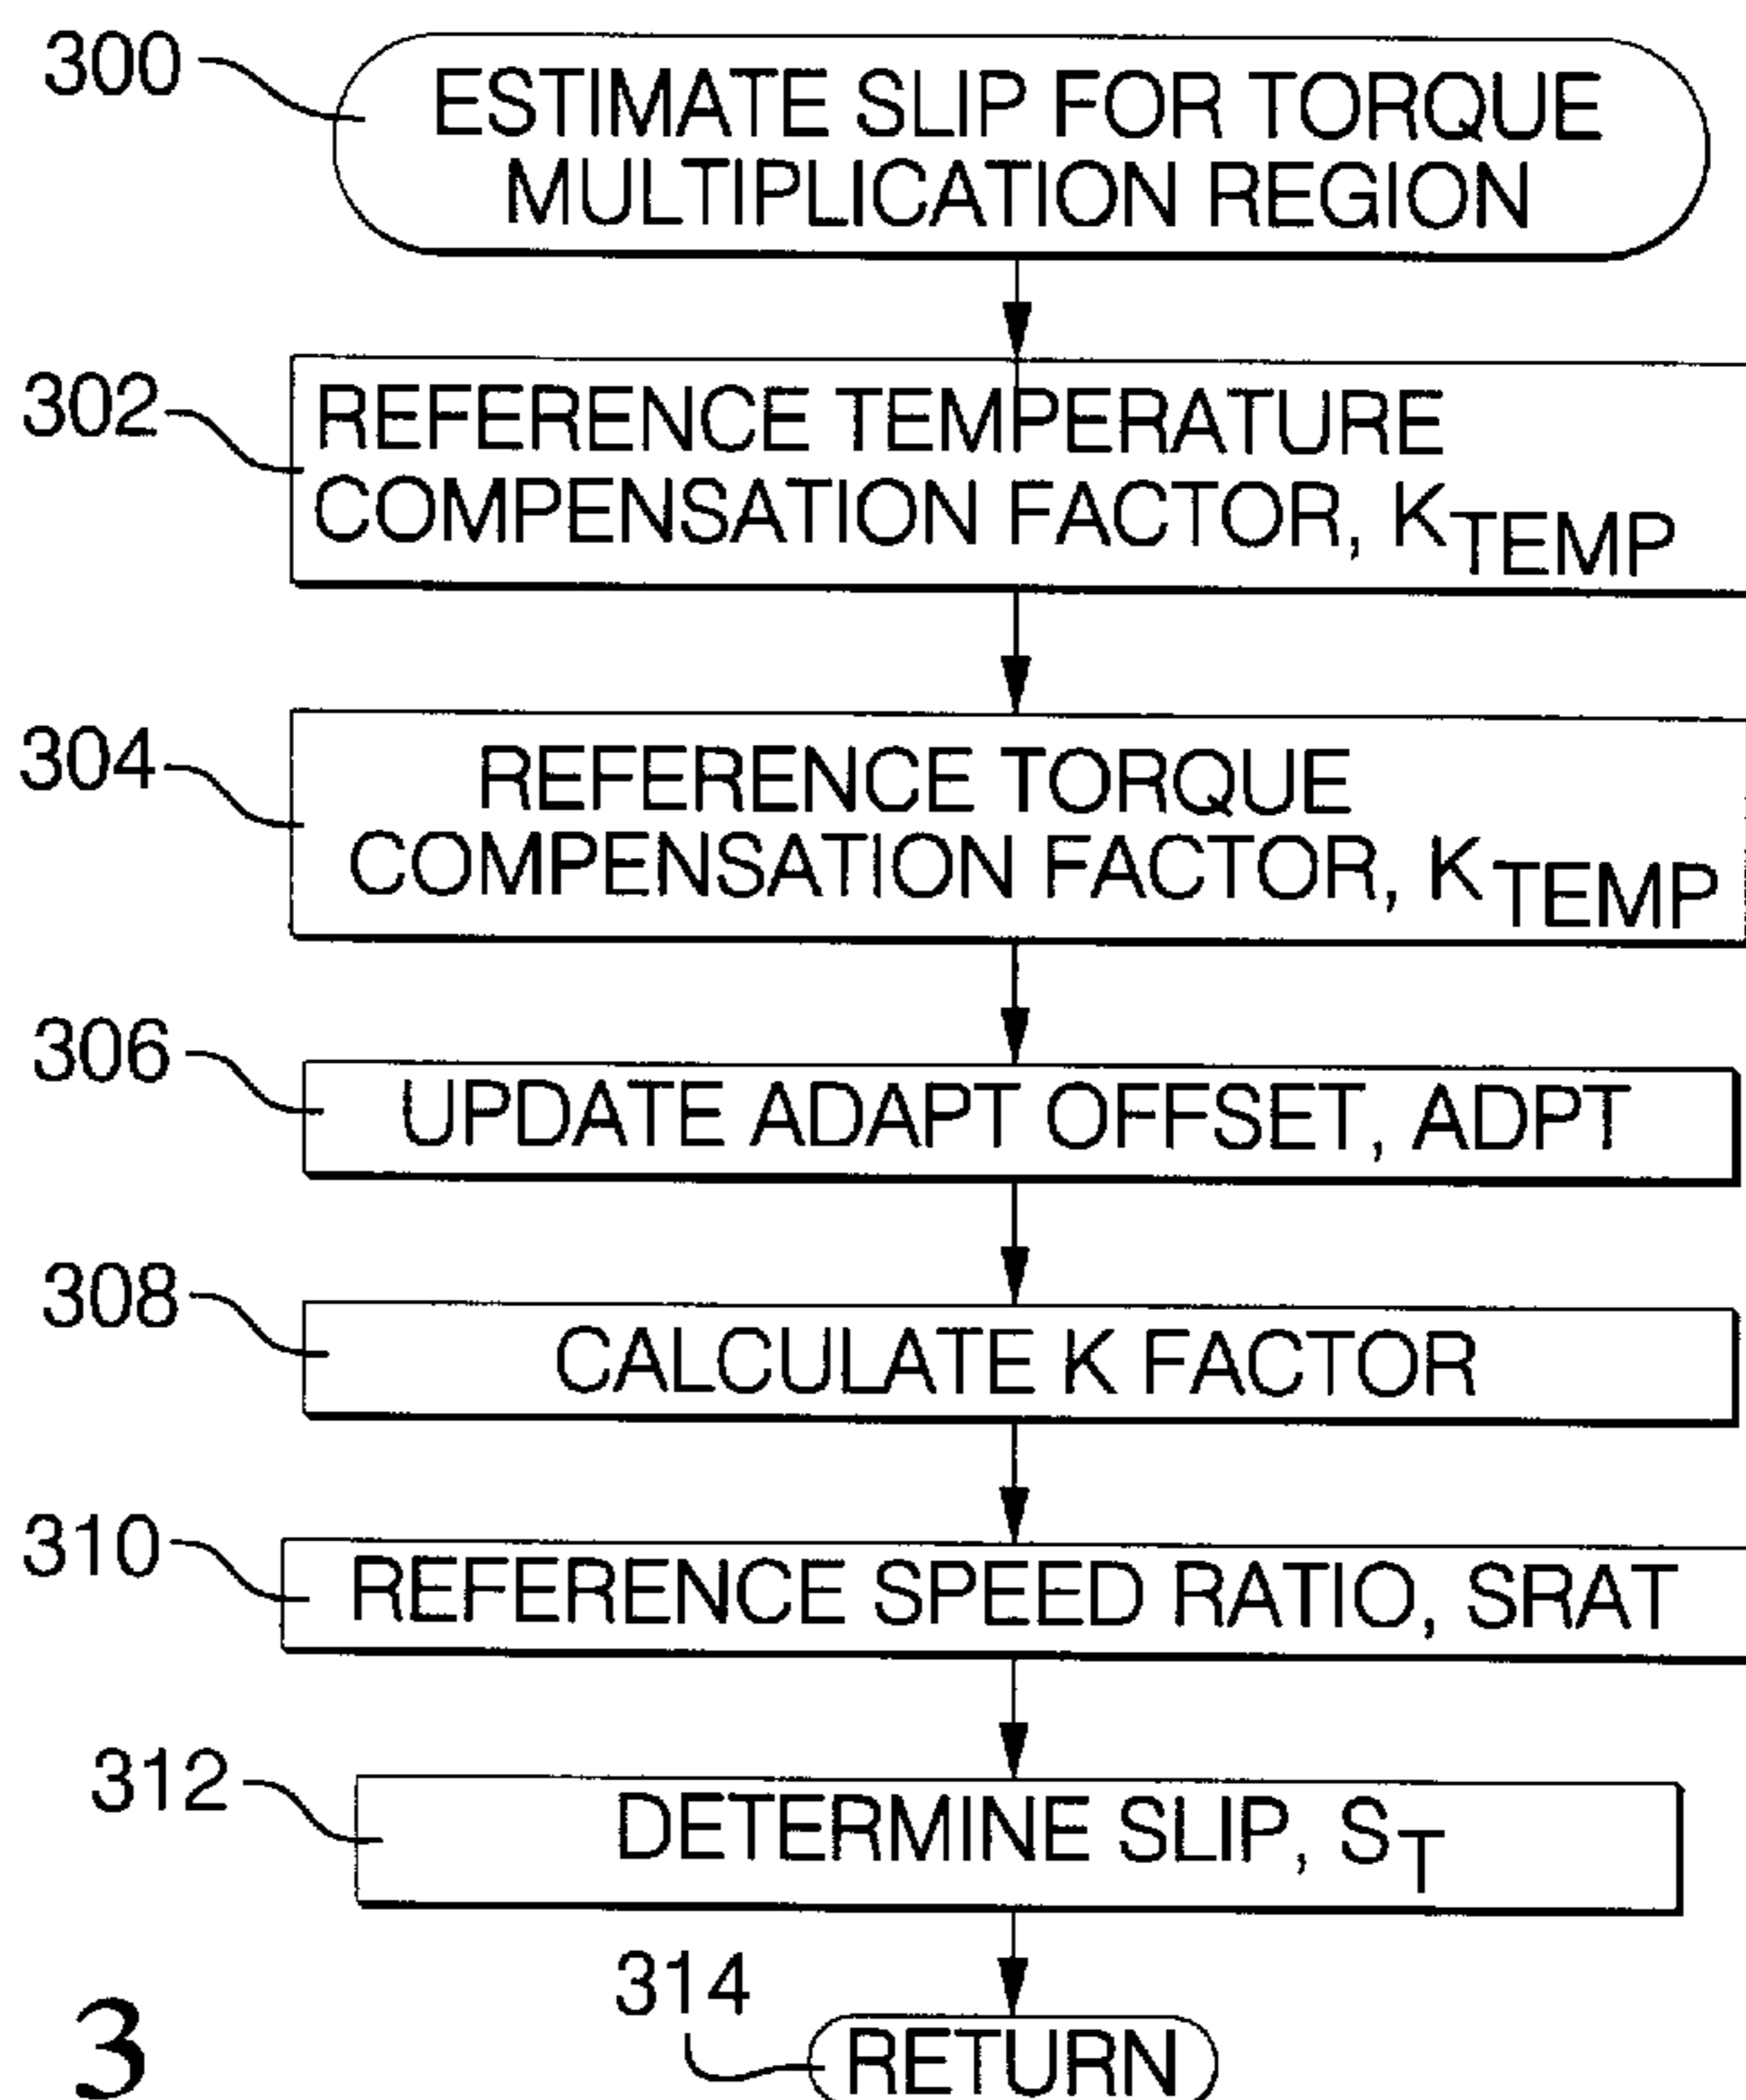 300
ESTIMATE SLIP FOR TORQUE
MULTIPLICATION REGION
302
REFERENCE TEMPERATURE
COMPENSATION FACTOR, KTEMP
304
REFERENCE TORQUE
COMPENSATION FACTOR, KTEMP
306
UPDATE ADAPT OFFSET, ADPT
308
CALCULATE K FACTOR
310
REFERENCE SPEED RATIO, SRAT
312
DETERMINE SLIP, ST
314
RETURN
3